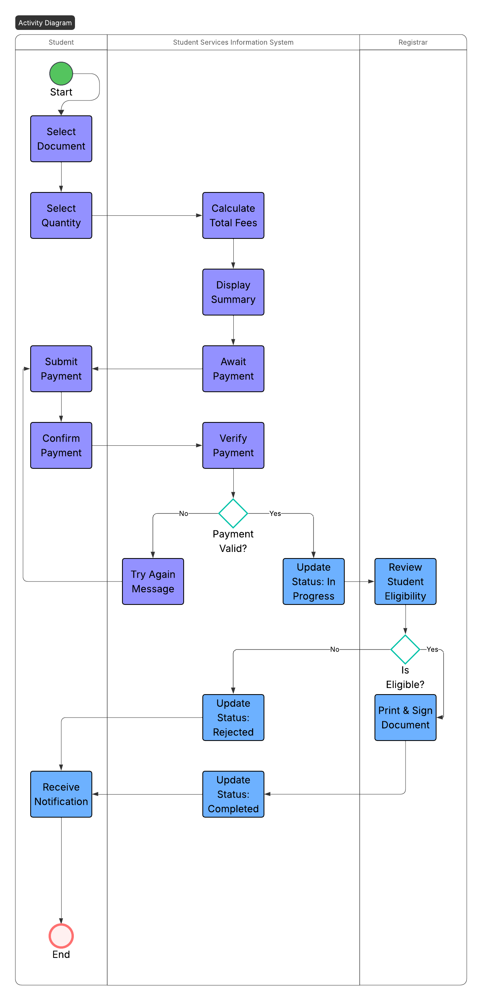 Activity Diagram
Student
Student Services Information System
Registrar
Start
Select
Document
Select
Quantity
Calculate
Total Fees
Display
Summary
Submit
Payment
Await
Payment
Confirm
Payment
Verify
Payment
No
Yes
Payment
Valid?
Try Again
Message
Update
Status: In
Progress
Review
Student
Eligibility
No
Yes
Is
Eligible?
Update
Status:
Rejected
Print & Sign
Document
Receive
Notification
Update
Status:
Completed
End